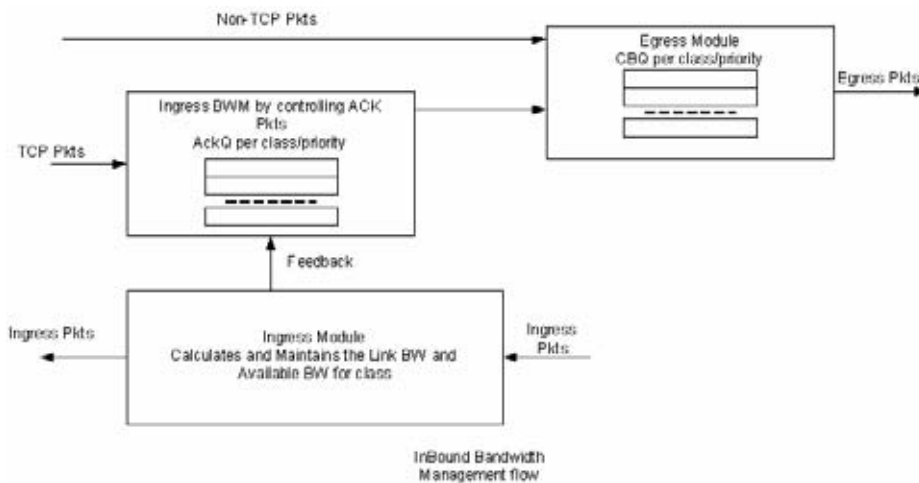 Non-TCP Pkts
Egress Module
CBQ per class/priority
Egress Pkts
Ingress BWM by controlling ACK
Pkts
AckQ per class/priority
TCP Pkts
Feedback
Ingress Pkts
Ingress Module
Calculates and Maintains the Link BW and
Available BW for class
Ingress
Pkts
InBound Bandwidth
Management flow